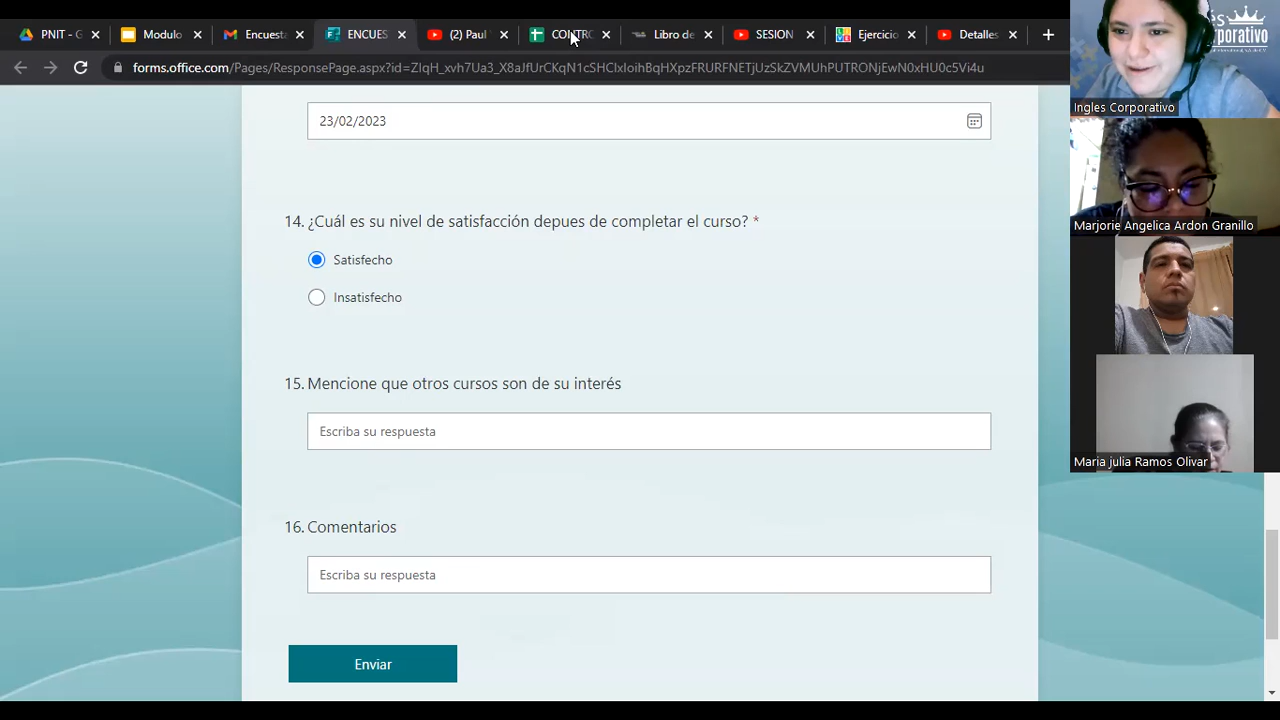 PNIT - G
Modulo
Encuest
ENCUES
(2) Paul
CONTRO
Libro de
SESION
Ejercicio
Detalles
forms.office.com/Pages/ResponsePage.aspx?id=
23/02/2023
14. ¿Cuál es su nivel de satisfacción depues de completar el curso? *
Satisfecho
Insatisfecho
15. Mencione que otros cursos son de su interés
Escriba su respuesta
16. Comentarios
Escriba su respuesta
Enviar
Ingles Corporativo
Marjorie Angelica Ardon Granillo
Maria julia Ramos Olivar